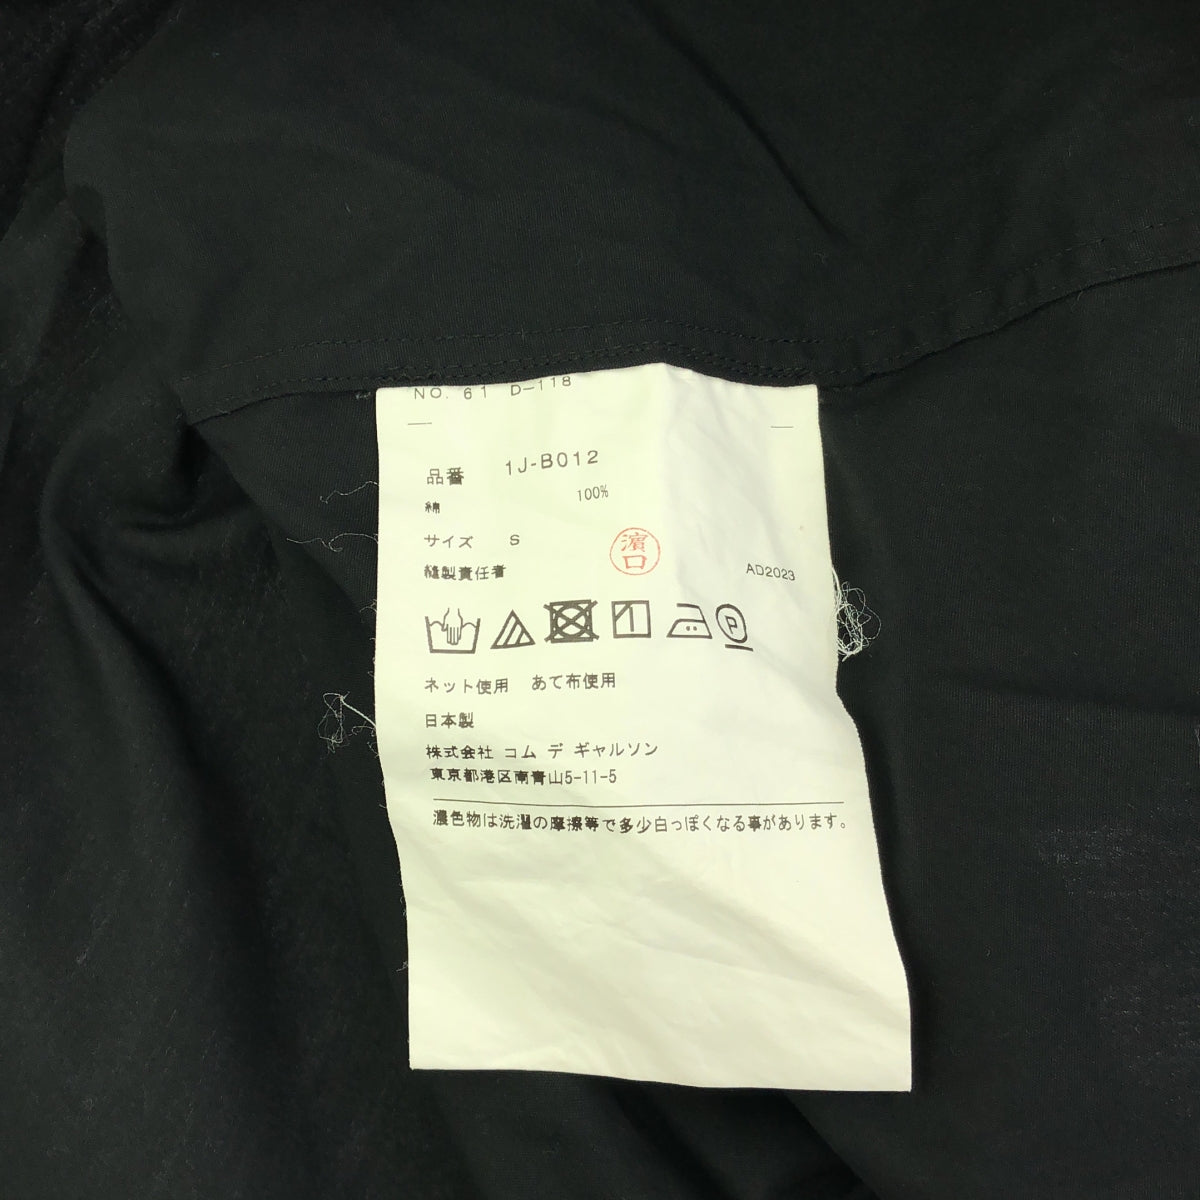 NO. 61 D-118
品番 1J-B012
綿 100%
サイズ S
濱口
縫製責任者
AD2023
P
ネット使用 あて布使用
日本製
株式会社 コム デ ギャルソン
東京都港区南青山5-11-5
濃色物は洗濯の摩擦等で多少白っぽくなる事があります。